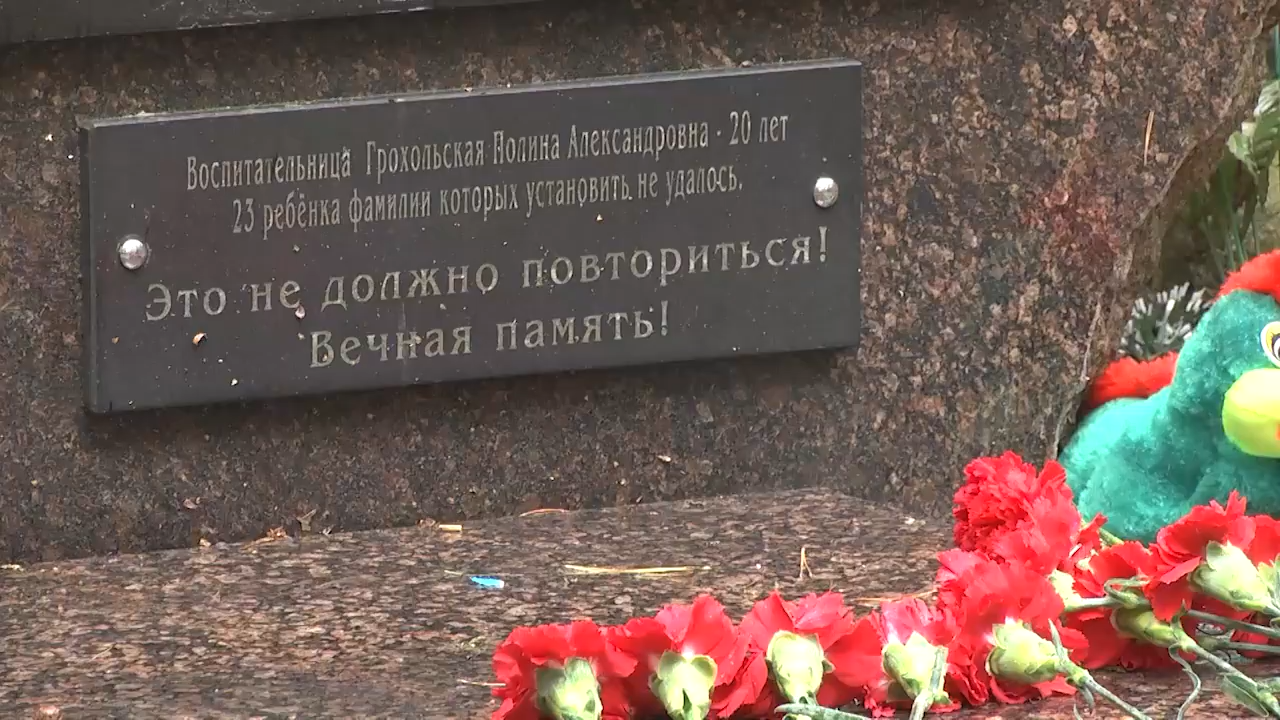 Воспитательница Грохольская Полина Александровна - 20 лет
23 ребёнка фамилии которых установить не удалось.
Это не должно повториться!
Вечная память!